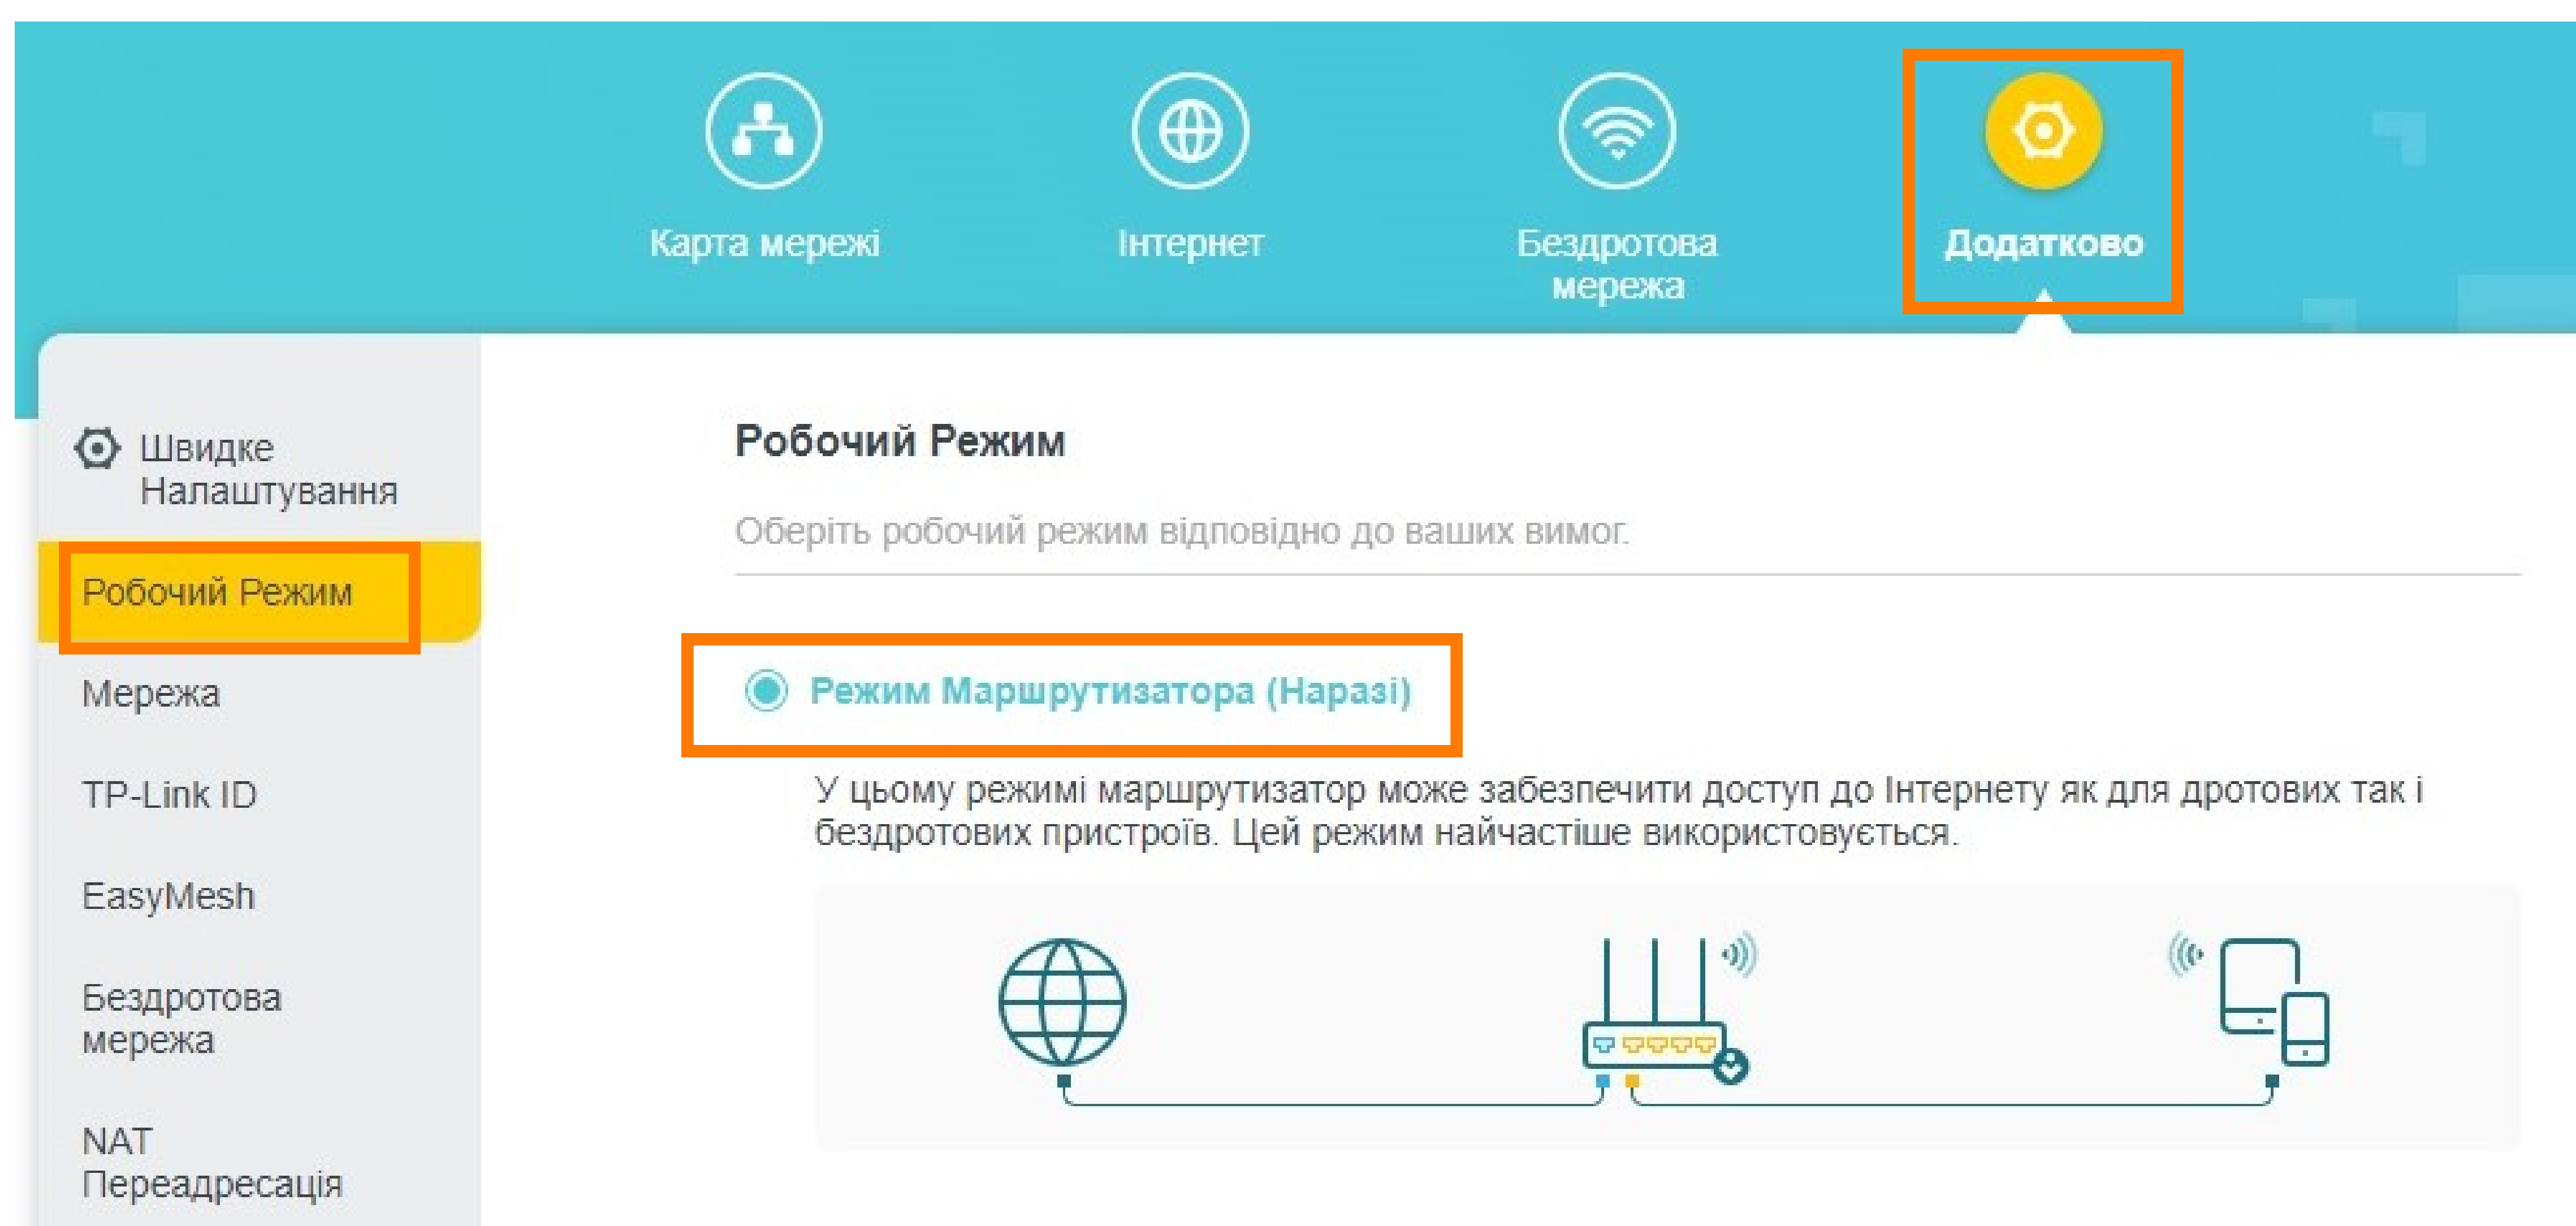 Карта мережі
Інтернет
Бездротова
мережа
Додатково
Швидке
Налаштування
Робочий Режим
Мережа
TP-Link ID
EasyMesh
Бездротова
мережа
NAT
Переадресація
Робочий Режим
Оберіть робочий режим відповідно до ваших вимог.
Режим Маршрутизатора (Наразі)
У цьому режимі маршрутизатор може забезпечити доступ до Інтернету як для дротових так і
бездротових пристроїв. Цей режим найчастіше використовується.